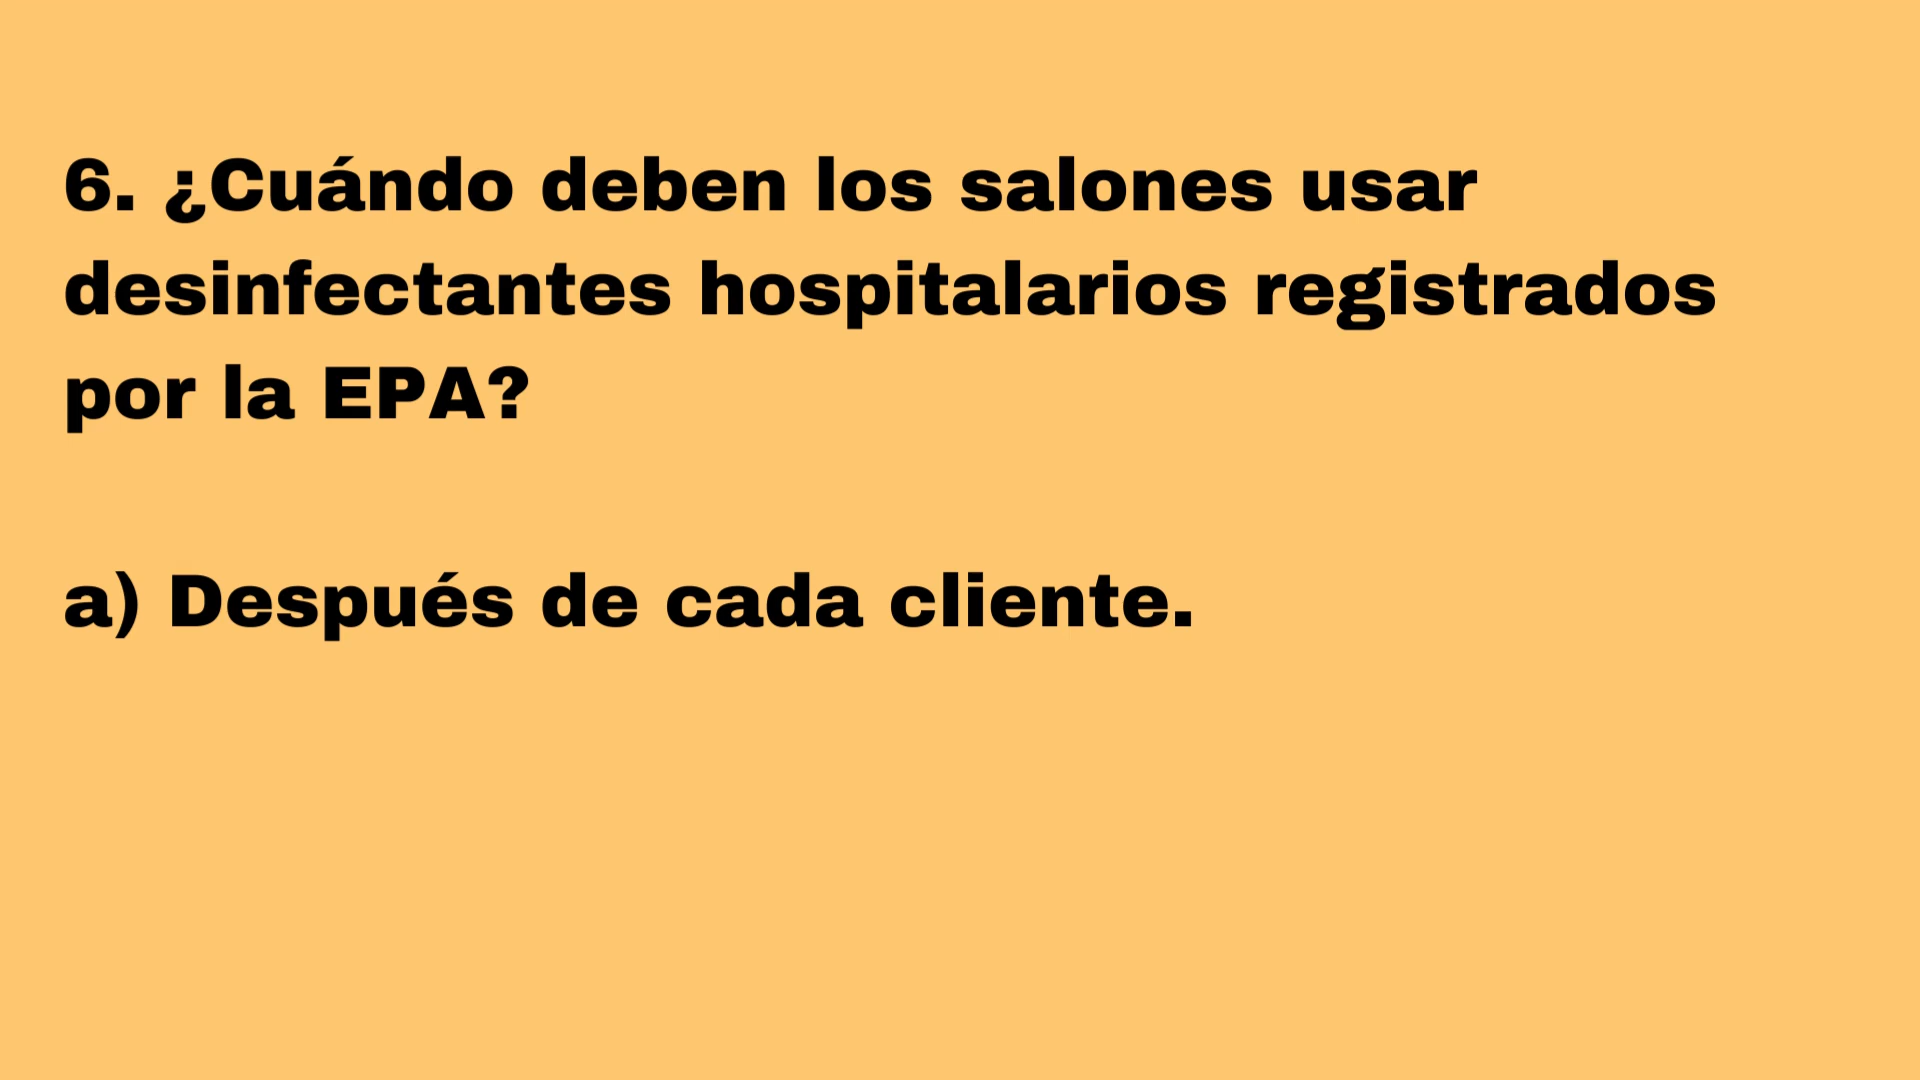 6. ¿Cuándo deben los salones usar
desinfectantes hospitalarios registrados
por la EPA?
a) Después de cada cliente.